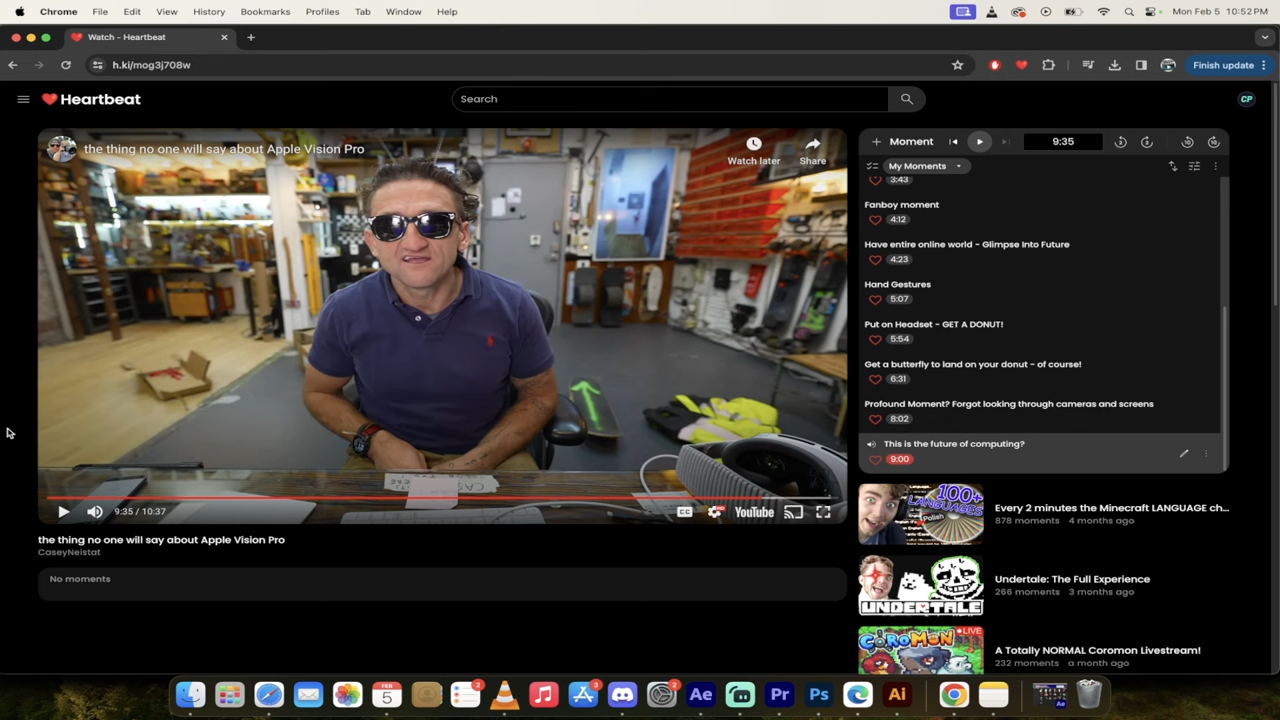 Chrome File Edit View History Bookmarks Profiles Tab Window Help Mon Feb 5 10:52 PM
Watch - Heartbeat
h.ki/mog3j708w Finish update
Heartbeat Search CP
the thing no one will say about Apple Vision Pro
Watch later Share
9:35 / 10:37 CC YouTube
the thing no one will say about Apple Vision Pro
CaseyNeistat
No moments
Moment 9:35
My Moments
3:43
Fanboy moment
4:12
Have entire online world - Glimpse Into Future
4:23
Hand Gestures
5:07
Put on Headset - GET A DONUT!
5:54
Get a butterfly to land on your donut - of course!
6:31
Profound Moment? Forgot looking through cameras and screens
8:02
This is the future of computing?
9:00
100+
LANGUAGES
Polish
Every 2 minutes the Minecraft LANGUAGE ch...
878 moments 4 months ago
UNDERTALE
Undertale: The Full Experience
266 moments 3 months ago
COROMON
LIVE
A Totally NORMAL Coromon Livestream!
232 moments a month ago
FEB
5
2
3
2
Ae Pr Ps Ai